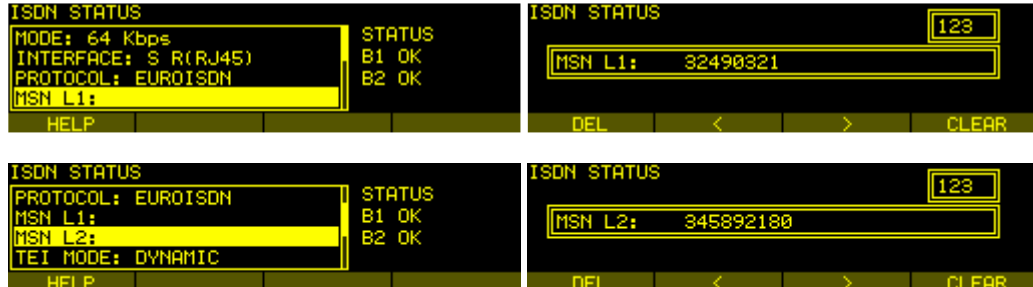 ISDN STATUS
MODE: 64 Kbps
INTERFACE: S R(RJ45)
PROTOCOL: EUROISDN
MSN L1:
STATUS
B1 OK
B2 OK
HELP
ISDN STATUS
123
MSN L1: 32490321
DEL < > CLEAR
ISDN STATUS
PROTOCOL: EUROISDN
MSN L1:
MSN L2:
TEI MODE: DYNAMIC
STATUS
B1 OK
B2 OK
HELP
ISDN STATUS
123
MSN L2: 345892180
DEL < > CLEAR